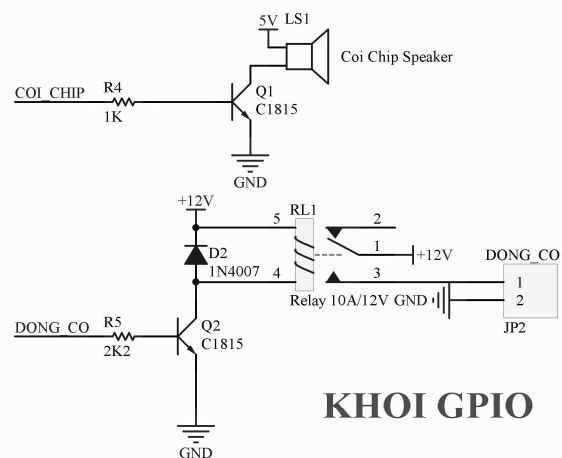 5V LS1
Coi Chip Speaker
COI_CHIP R4
1K
Q1
C1815
GND
+12V
RL1
5 2
D2
1N4007
1 +12V
4 3
DONG_CO
1
2
Relay 10A/12V GND
JP2
DONG_CO R5
2K2
Q2
C1815
KHOI GPIO
GND